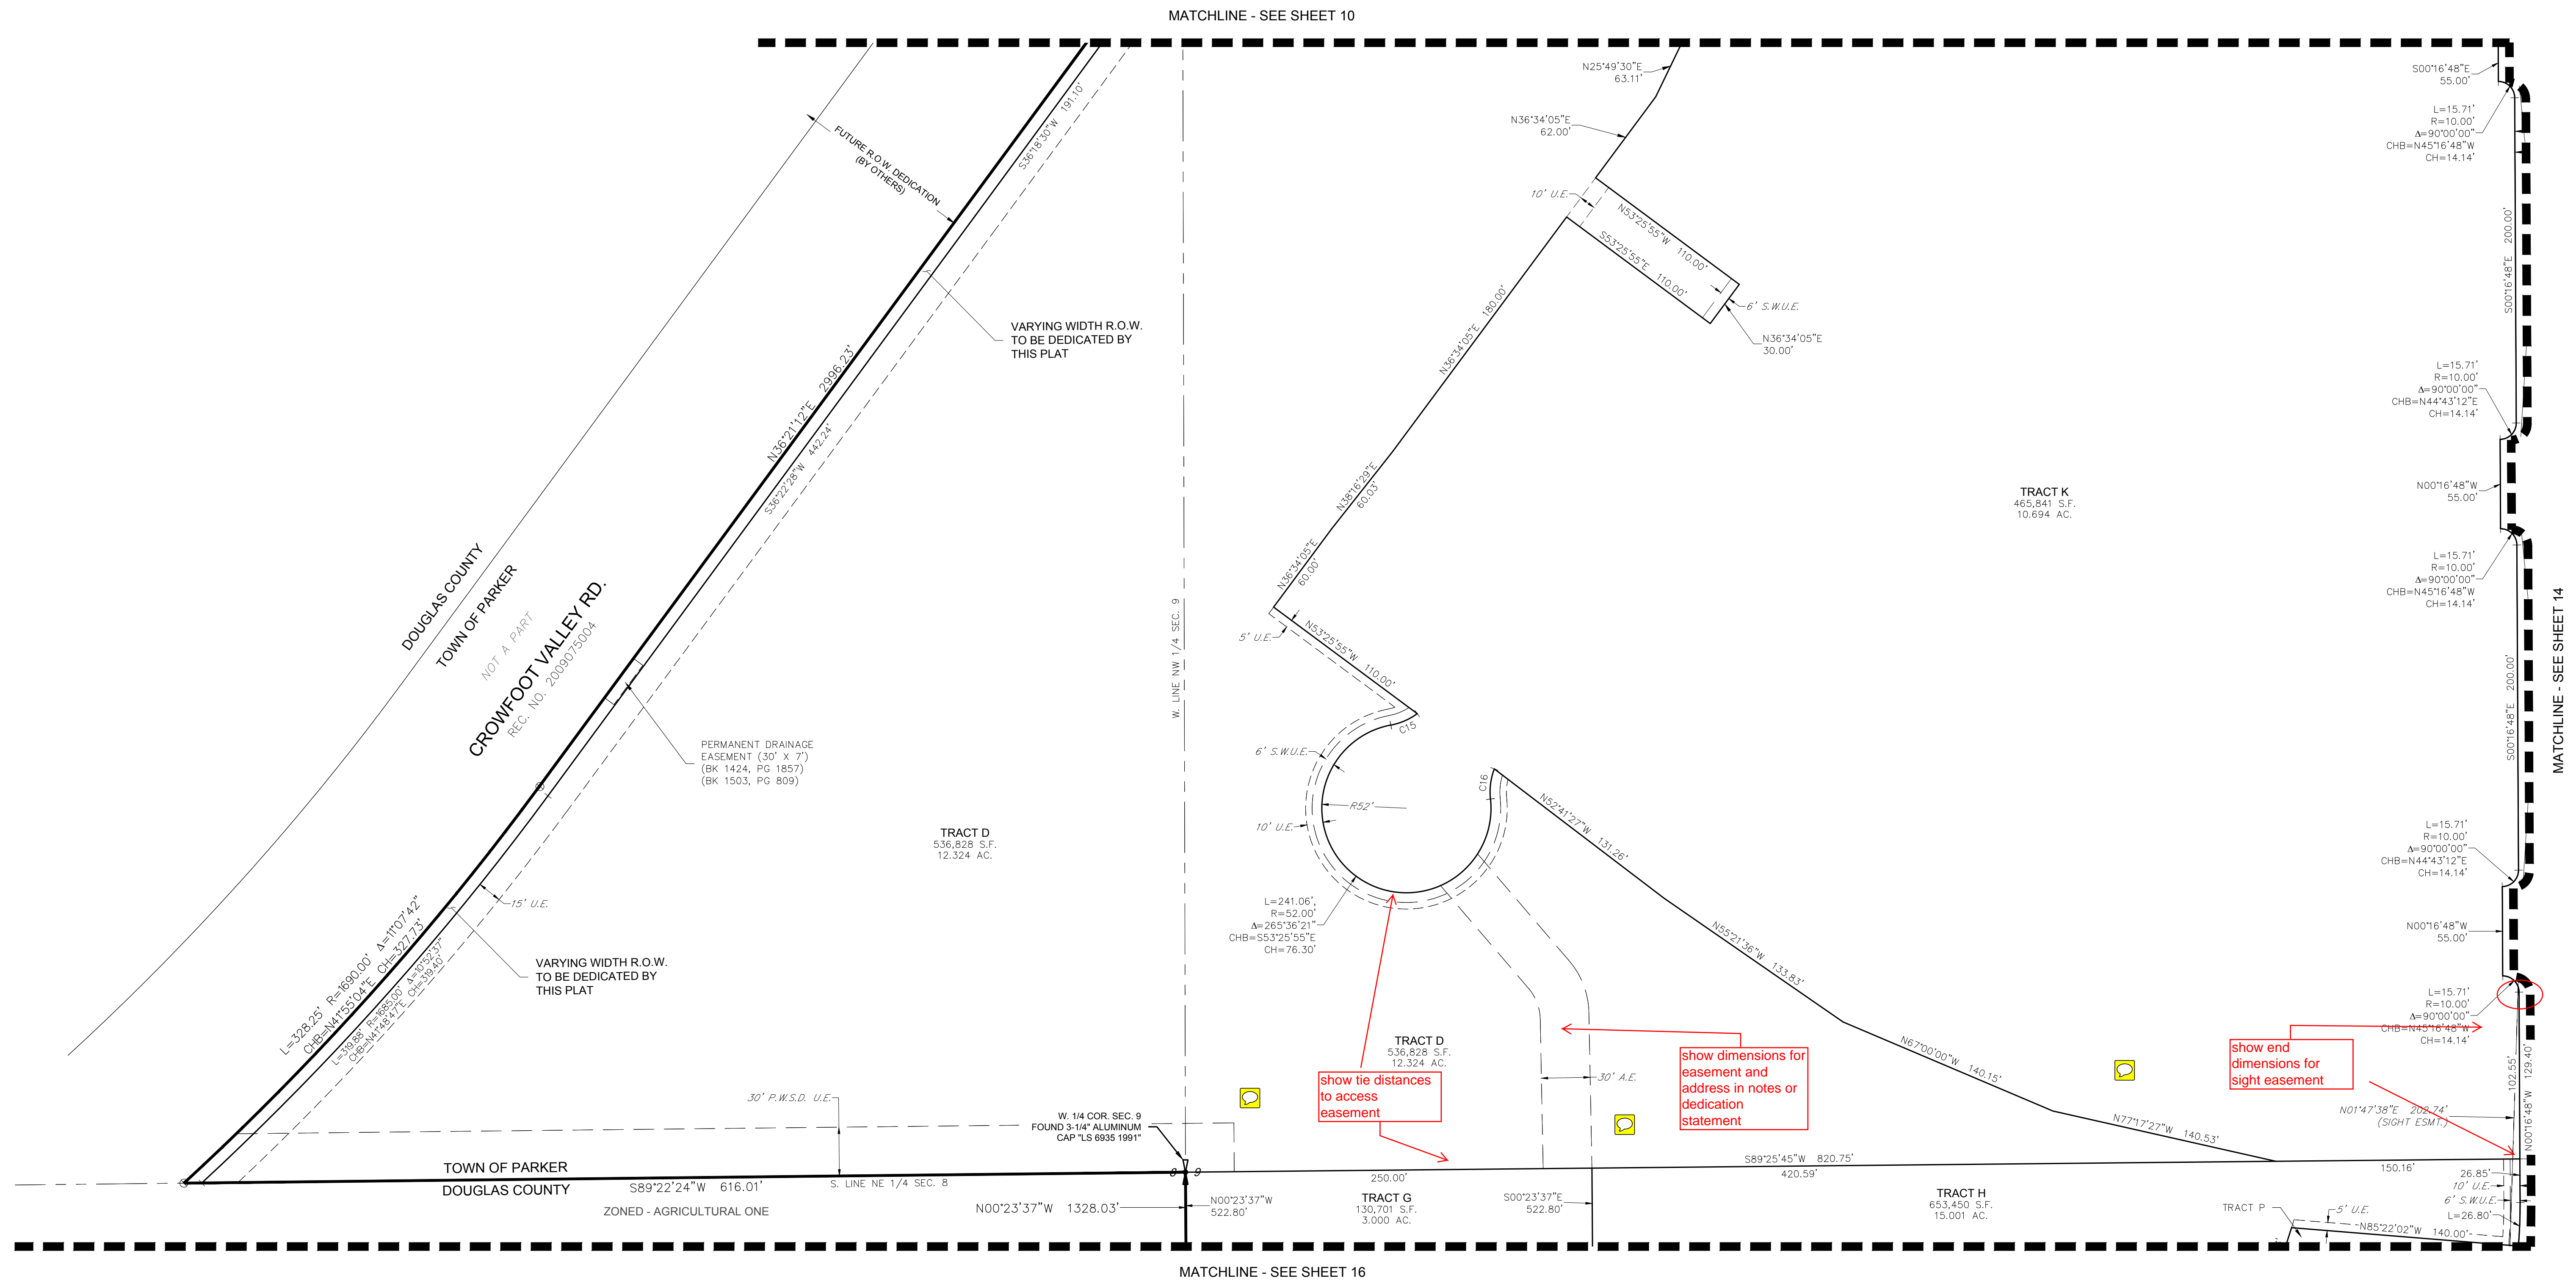 MATCHLINE - SEE SHEET 10
N25°49'30"E
63.11'
N36°34'05"E
62.00'
S00°16'48"E
55.00'
L=15.71'
R=10.00'
Δ=90°00'00"
CHB=N45°16'48"W
CH=14.14'
S36°18'30"W 191.10'
FUTURE R.O.W. DEDICATION
(BY OTHERS)
10' U.E.
N53°25'55"W 110.00'
S53°25'55"E 110.00'
6' S.W.U.E.
N36°34'05"E
30.00'
S00°16'48"E 200.00'
VARYING WIDTH R.O.W.
TO BE DEDICATED BY
THIS PLAT
N36°34'05"E 180.00'
N36°21'12"E 2996.23'
S36°22'28"W 442.24'
L=15.71'
R=10.00'
Δ=90°00'00"
CHB=N44°43'12"E
CH=14.14'
N38°16'29"E
60.03'
TRACT K
465,841 S.F.
10.694 AC.
N00°16'48"W
55.00'
N36°34'05"E
60.00'
L=15.71'
R=10.00'
Δ=90°00'00"
CHB=N45°16'48"W
CH=14.14'
DOUGLAS COUNTY
TOWN OF PARKER
NOT A PART
CROWFOOT VALLEY RD.
REC. NO. 2009075004
W. LINE NW 1/4 SEC. 9
5' U.E.
N53°25'55"W 110.00'
C15
MATCHLINE - SEE SHEET 14
S00°16'48"E 200.00'
PERMANENT DRAINAGE
EASEMENT (30' X 7')
(BK 1424, PG 1857)
(BK 1503, PG 809)
6' S.W.U.E.
C16
R52'
10' U.E.
N52°41'27"W 131.26'
TRACT D
536,828 S.F.
12.324 AC.
L=15.71'
R=10.00'
Δ=90°00'00"
CHB=N44°43'12"E
CH=14.14'
15' U.E.
L=241.06',
R=52.00'
Δ=265°36'21"
CHB=S53°25'55"E
CH=76.30'
N55°21'36"W 133.83'
N00°16'48"W
55.00'
L=328.25' R=1690.00' Δ=11°07'42"
CHB=N41°55'04"E CH=327.73'
L=319.88' R=1685.00' Δ=10°52'37"
CHB=N41°48'47"E CH=319.40'
VARYING WIDTH R.O.W.
TO BE DEDICATED BY
THIS PLAT
L=15.71'
R=10.00'
Δ=90°00'00"
CHB=N45°16'48"W
CH=14.14'
TRACT D
536,828 S.F.
12.324 AC.
show tie distances
to access
easement
show dimensions for
easement and
address in notes or
dedication
statement
show end
dimensions for
sight easement
N67°00'00"W 140.15'
30' A.E.
102.55'
N00°16'48"W 129.40'
30' P.W.S.D. U.E.
W. 1/4 COR. SEC. 9
FOUND 3-1/4" ALUMINUM
CAP "LS 6935 1991"
N01°47'38"E 202.74'
(SIGHT ESMT.)
N77°17'27"W 140.53'
TOWN OF PARKER
DOUGLAS COUNTY
S89°22'24"W 616.01'
S. LINE NE 1/4 SEC. 8
8 9
S89°25'45"W 820.75'
250.00'
420.59'
150.16'
26.85'
10' U.E.
6' S.W.U.E.
L=26.80'
ZONED - AGRICULTURAL ONE
N00°23'37"W 1328.03'
N00°23'37"W
522.80'
TRACT G
130,701 S.F.
3.000 AC.
S00°23'37"E
522.80'
TRACT H
653,450 S.F.
15.001 AC.
TRACT P
5' U.E.
N85°22'02"W 140.00'
MATCHLINE - SEE SHEET 16